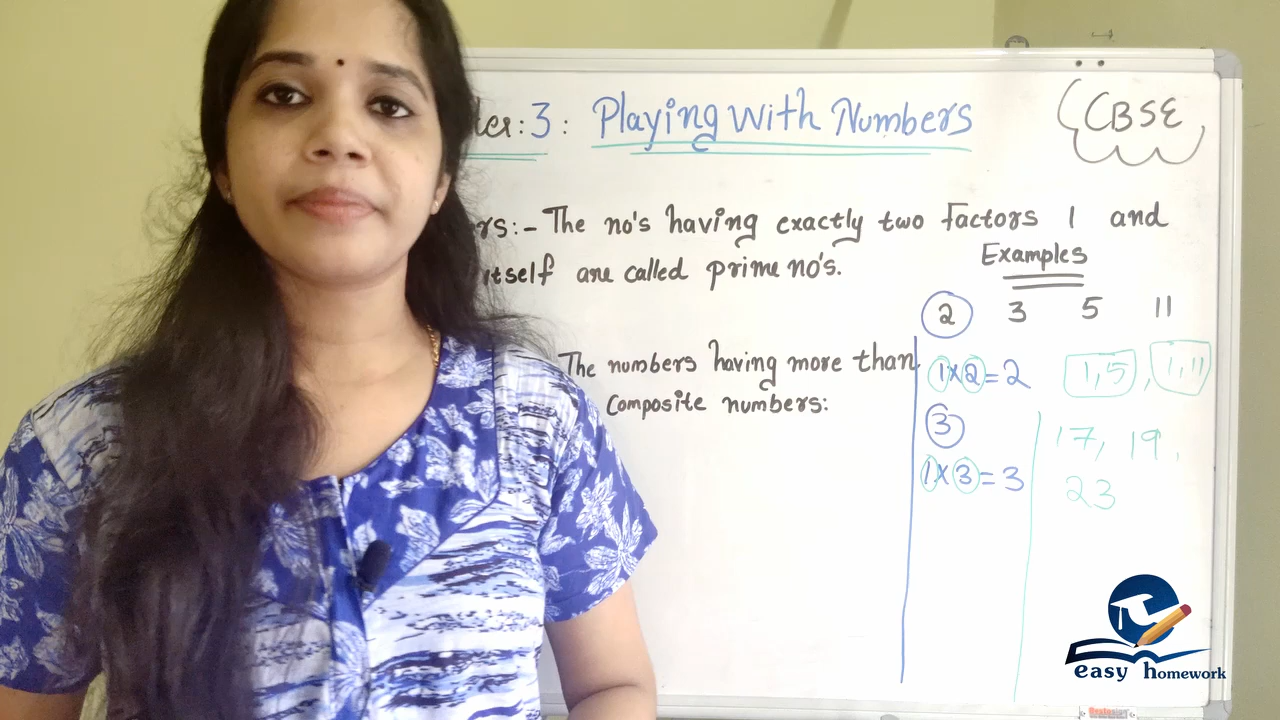 ter:3: Playing with Numbers
CBSE
rs:- The no's having exactly two factors 1 and
itself are called prime no's.
Examples
2 3 5 11
The numbers having more than
Composite numbers:
1x2=2
1,5, 1,11
3
17, 19,
1x3=3
23
easy homework